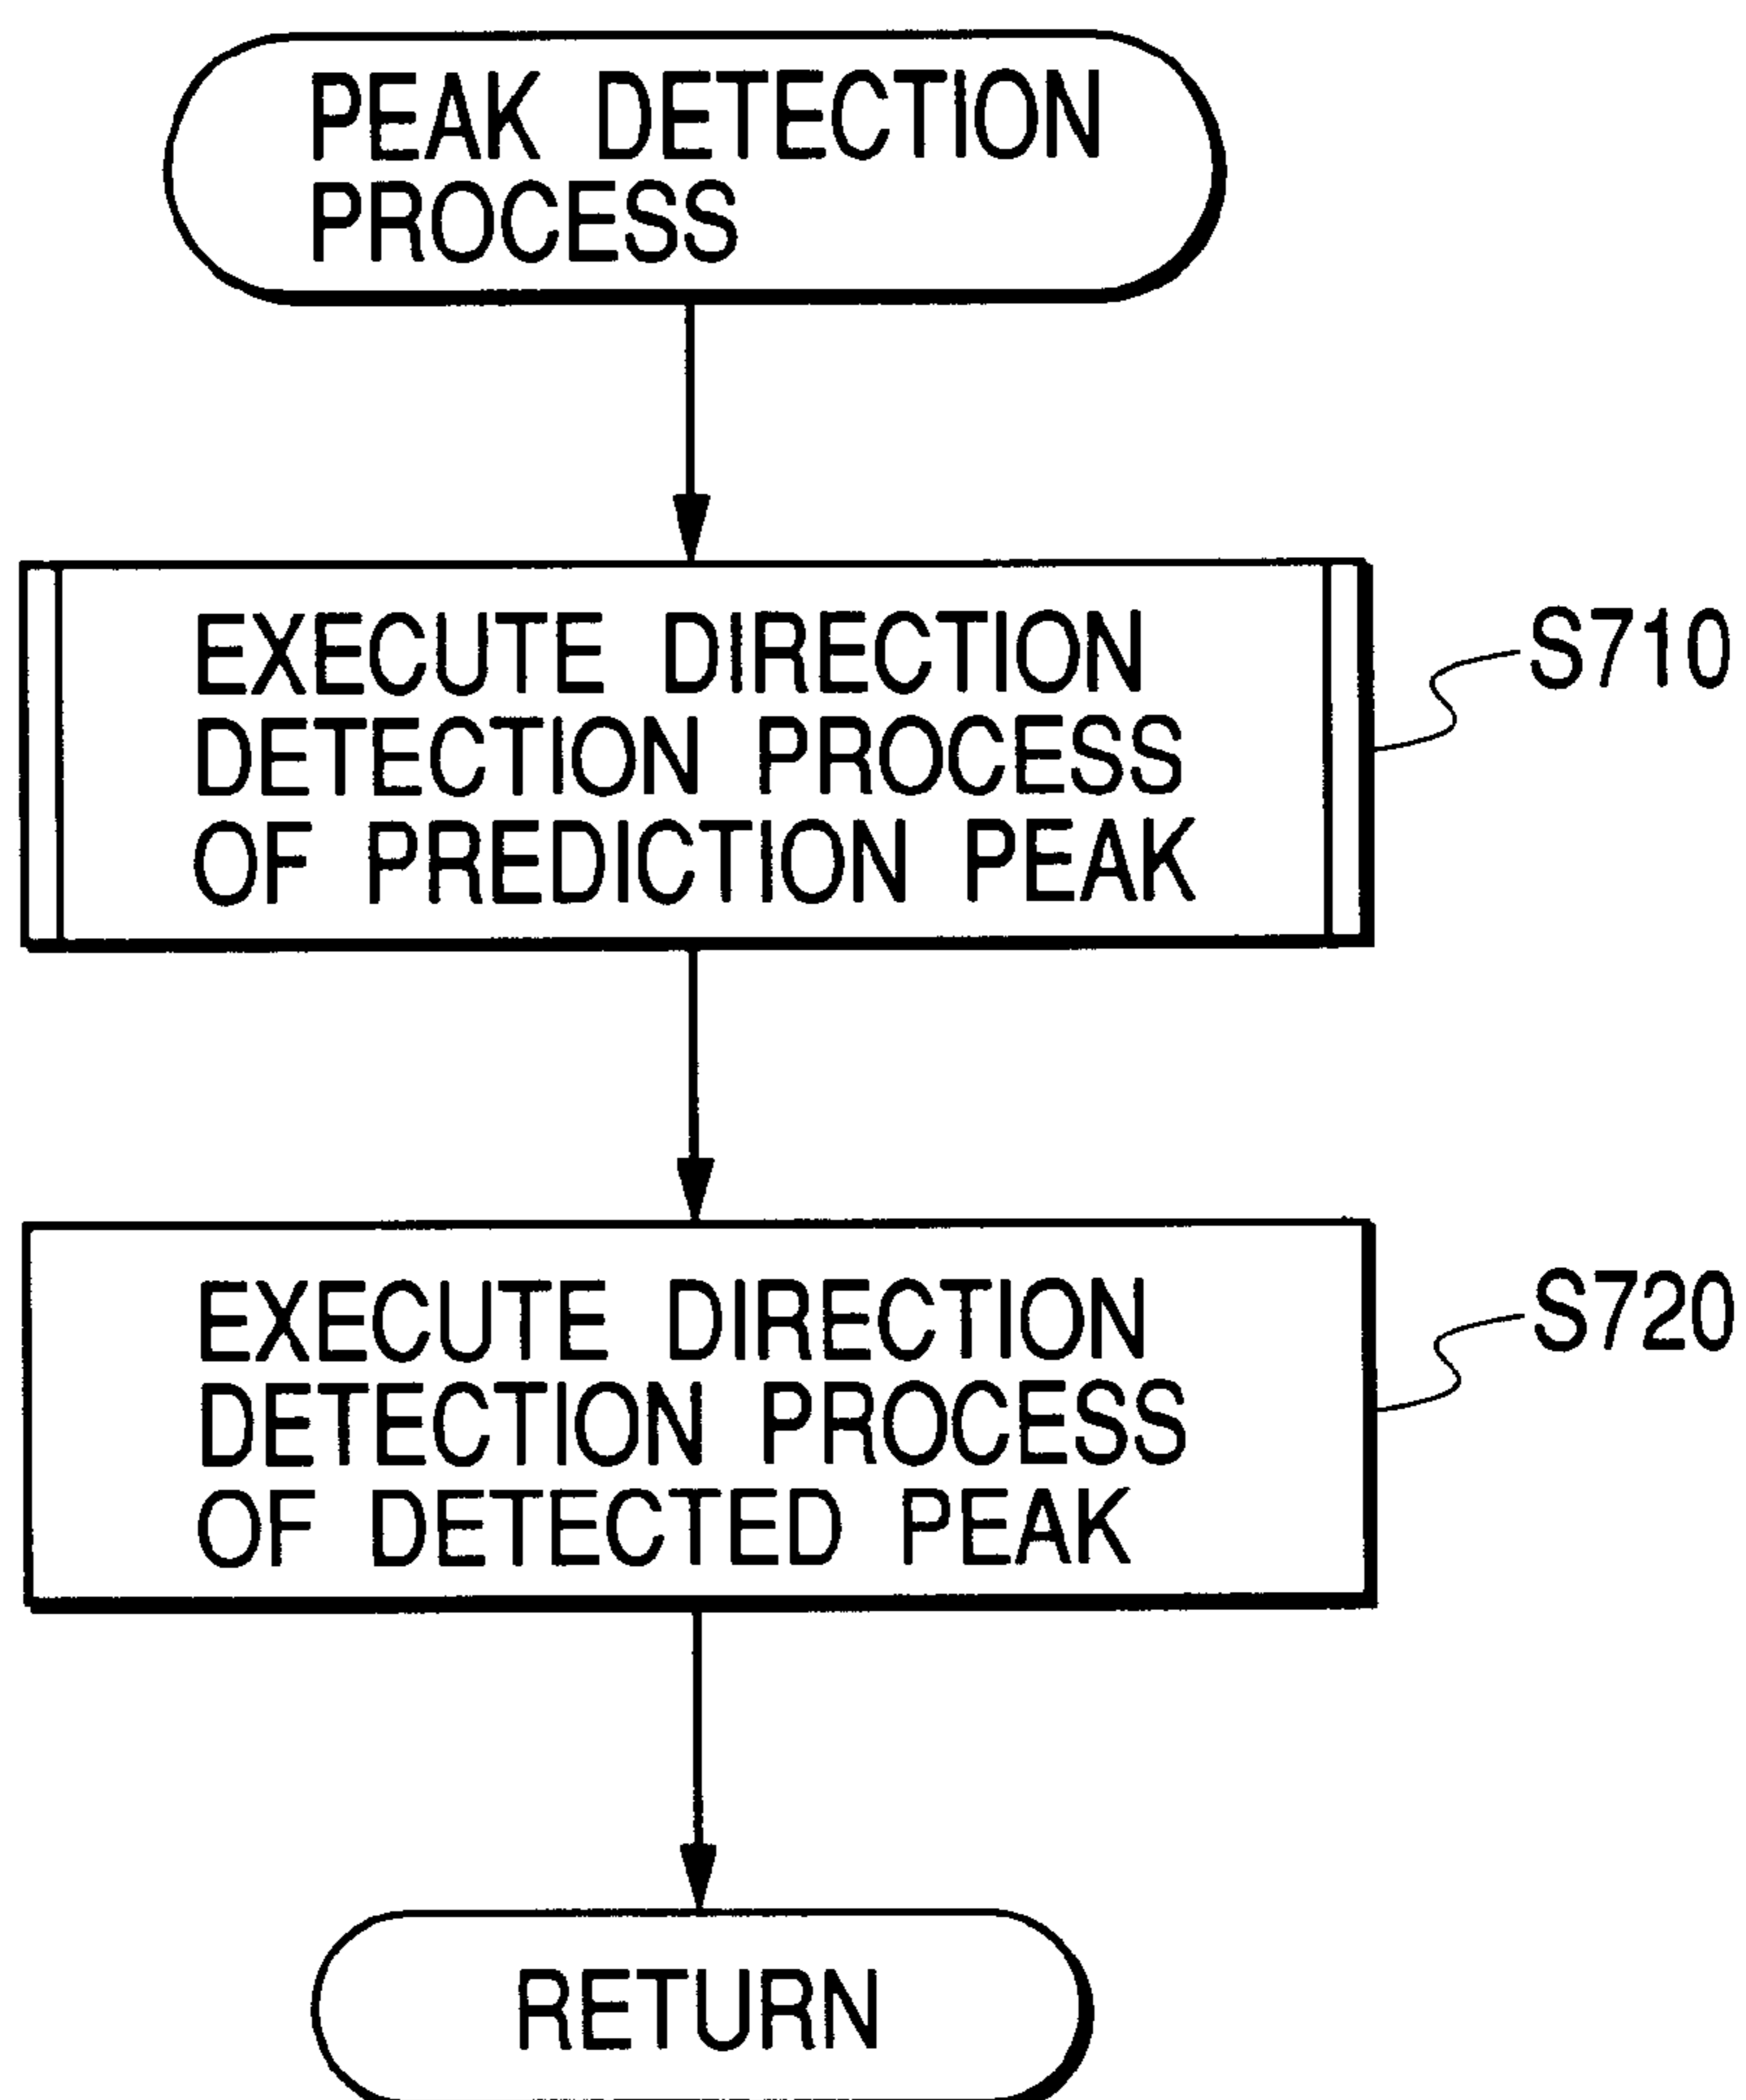 PEAK DETECTION
PROCESS
EXECUTE DIRECTION
DETECTION PROCESS
OF PREDICTION PEAK
S710
EXECUTE DIRECTION
DETECTION PROCESS
OF DETECTED PEAK
S720
RETURN